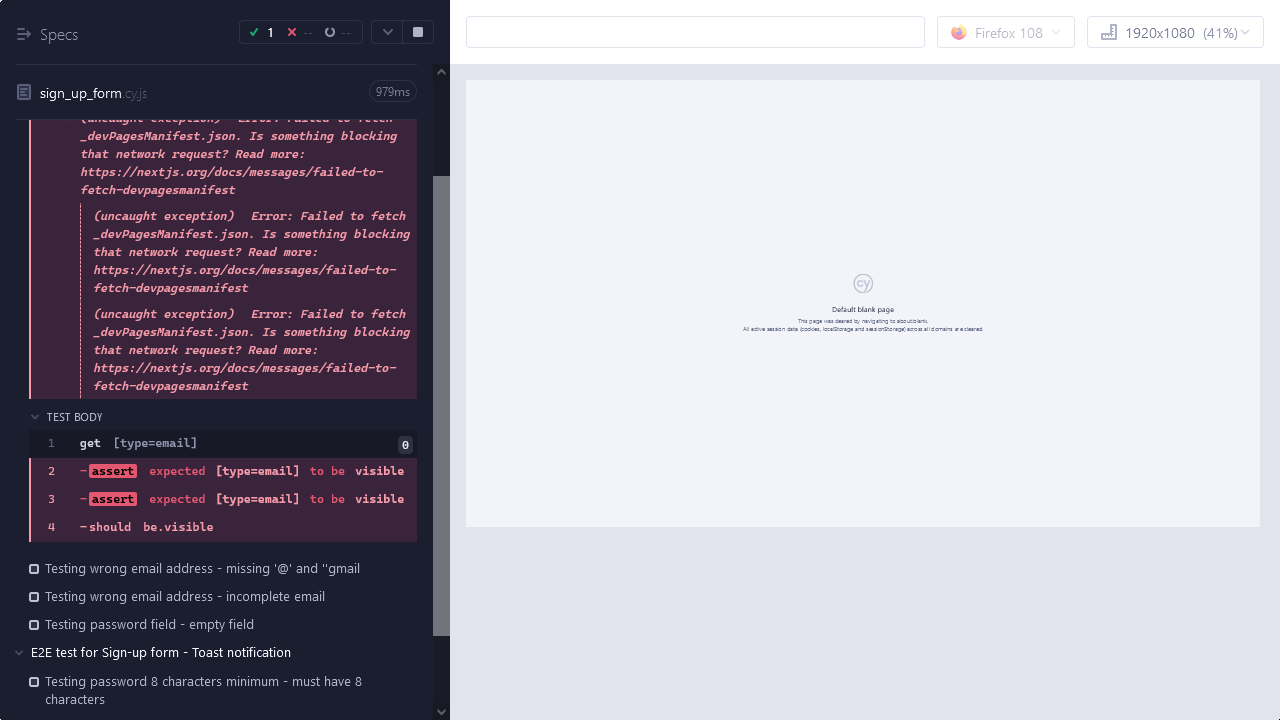 Specs
1
--
--
Firefox 108
1920x1080 (41%)
sign_up_form.cy.js
979ms
(uncaught exception) Error: Failed to fetch
_devPagesManifest.json. Is something blocking
that network request? Read more:
https://nextjs.org/docs/messages/failed-to-
fetch-devpagesmanifest
(uncaught exception) Error: Failed to fetch
_devPagesManifest.json. Is something blocking
that network request? Read more:
https://nextjs.org/docs/messages/failed-to-
fetch-devpagesmanifest
(uncaught exception) Error: Failed to fetch
_devPagesManifest.json. Is something blocking
that network request? Read more:
https://nextjs.org/docs/messages/failed-to-
fetch-devpagesmanifest
TEST BODY
1 get [type=email] 0
2 -assert expected [type=email] to be visible
3 -assert expected [type=email] to be visible
4 -should be.visible
Testing wrong email address - missing '@' and ''gmail
Testing wrong email address - incomplete email
Testing password field - empty field
E2E test for Sign-up form - Toast notification
Testing password 8 characters minimum - must have 8
characters
cy
Default blank page
This page was cleared by navigating to about:blank.
All active session data (cookies, localStorage and sessionStorage) across all domains are cleared.